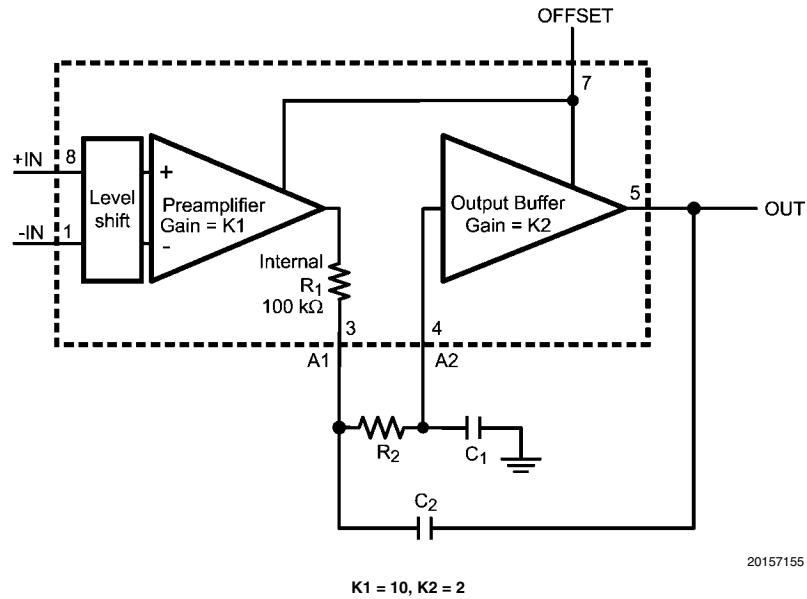 OFFSET
7
+IN
8
Level
shift
+
Preamplifier
Gain = K1
-
-IN
1
Output Buffer
Gain = K2
5
OUT
Internal
R1
100 kΩ
3
4
A1
A2
R2
C1
C2
20157155
K1 = 10, K2 = 2